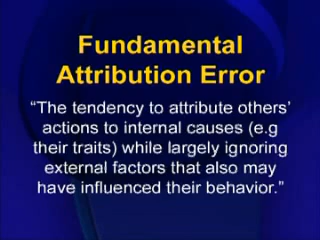 Fundamental
Attribution Error
“The tendency to attribute others’
actions to internal causes (e.g
their traits) while largely ignoring
external factors that also may
have influenced their behavior.”